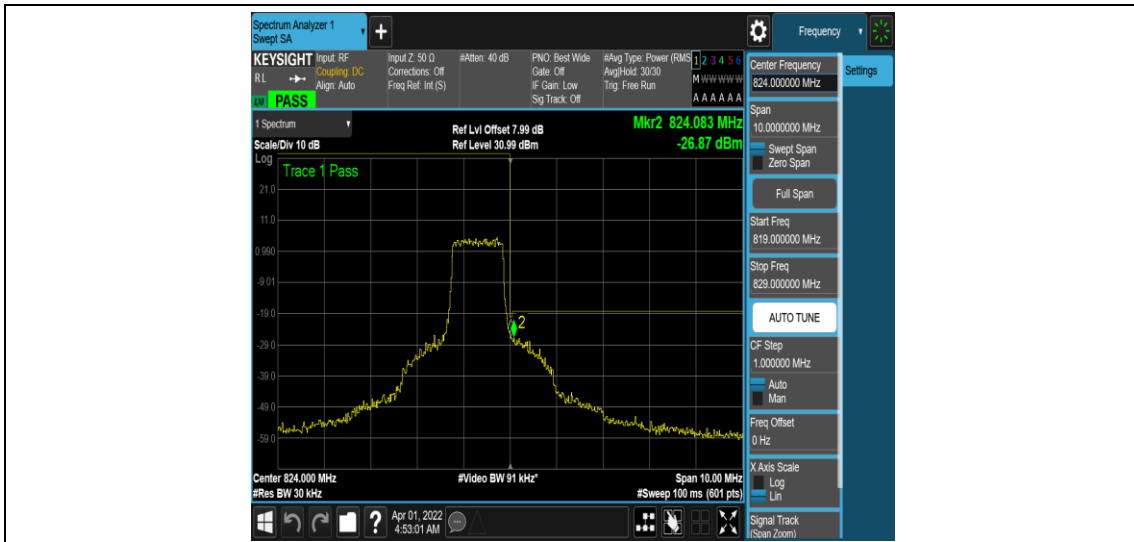 Spectrum Analyzer 1
Swept SA
+
Frequency
KEYSIGHT
RL
LXI
PASS
Input: RF
Coupling: DC
Align: Auto
Input Z: 50 Ω
Corrections: Off
Freq Ref: Int (S)
#Atten: 40 dB
PNO: Best Wide
Gate: Off
IF Gain: Low
Sig Track: Off
#Avg Type: Power (RMS
Avg|Hold: 30/30
Trig: Free Run
1 2 3 4 5 6
M W W W W W
A A A A A A
1 Spectrum
Scale/Div 10 dB
Ref Lvl Offset 7.99 dB
Ref Level 30.99 dBm
Mkr2 824.083 MHz
-26.87 dBm
Log
Trace 1 Pass
21.0
11.0
0.990
-9.01
-19.0
-29.0
-39.0
-49.0
-59.0
2
Center 824.000 MHz
#Res BW 30 kHz
#Video BW 91 kHz*
Span 10.00 MHz
#Sweep 100 ms (601 pts)
?
Apr 01, 2022
4:53:01 AM
Center Frequency
824.000000 MHz
Settings
Span
10.0000000 MHz
Swept Span
Zero Span
Full Span
Start Freq
819.000000 MHz
Stop Freq
829.000000 MHz
AUTO TUNE
CF Step
1.000000 MHz
Auto
Man
Freq Offset
0 Hz
X Axis Scale
Log
Lin
Signal Track
(Span Zoom)